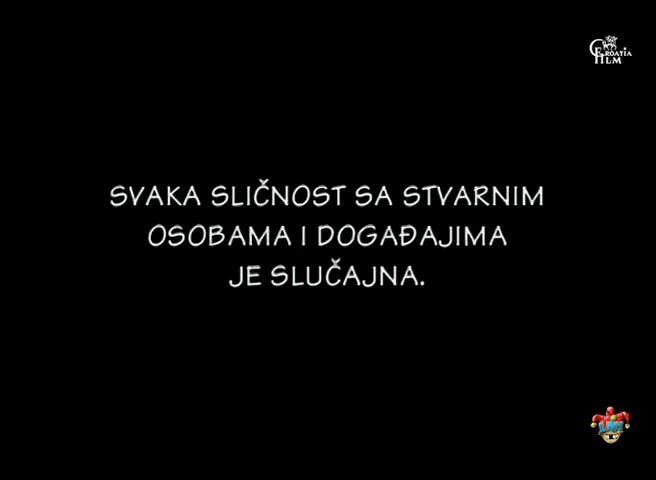 CROATIA
FILM
SVAKA SLIČNOST SA STVARNIM
OSOBAMA I DOGAĐAJIMA
JE SLUČAJNA.